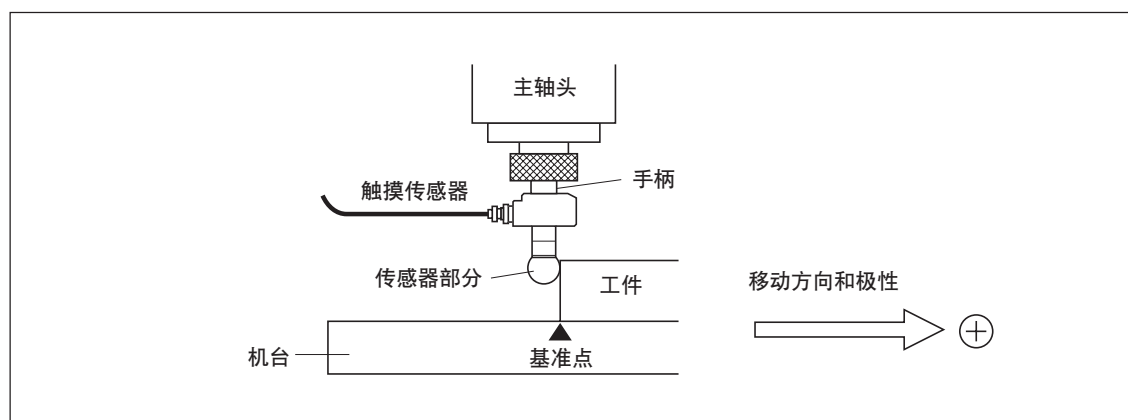 主轴头
手柄
触摸传感器
传感器部分
工件
移动方向和极性
机台
基准点